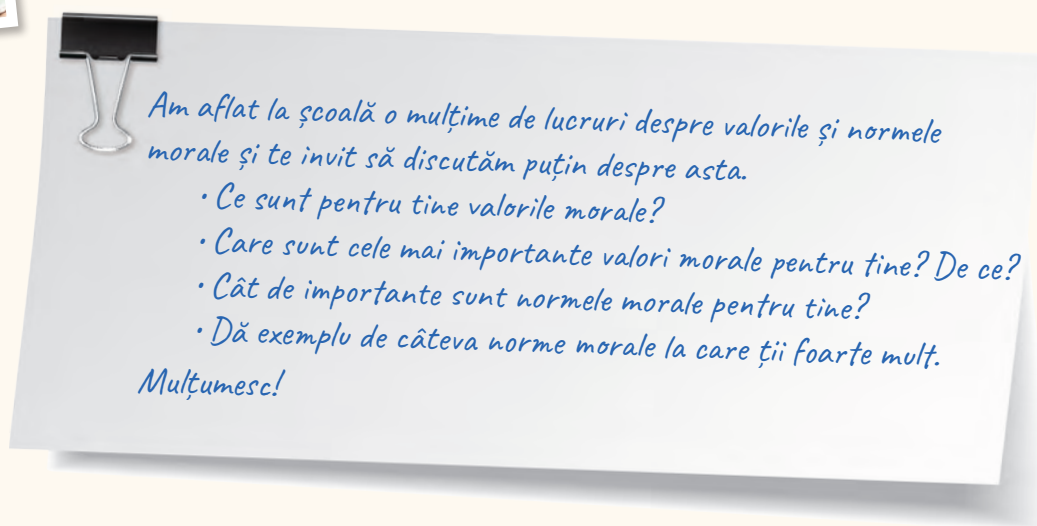 Am aflat la școală o mulțime de lucruri despre valorile și normele
morale și te invit să discutăm puțin despre asta.
• Ce sunt pentru tine valorile morale?
• Care sunt cele mai importante valori morale pentru tine? De ce?
• Cât de importante sunt normele morale pentru tine?
• Dă exemplu de câteva norme morale la care ții foarte mult.
Mulțumesc!